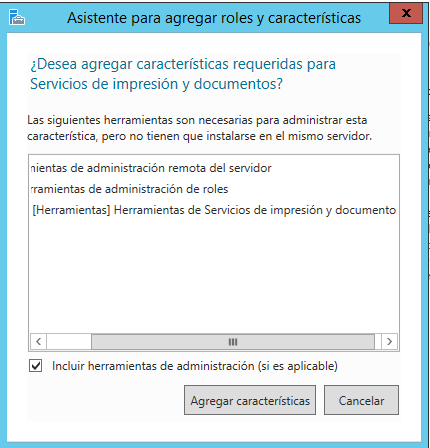 Asistente para agregar roles y características
x
¿Desea agregar características requeridas para
Servicios de impresión y documentos?
Las siguientes herramientas son necesarias para administrar esta
característica, pero no tienen que instalarse en el mismo servidor.
mientas de administración remota del servidor
rramientas de administración de roles
[Herramientas] Herramientas de Servicios de impresión y documento
Incluir herramientas de administración (si es aplicable)
Agregar características Cancelar